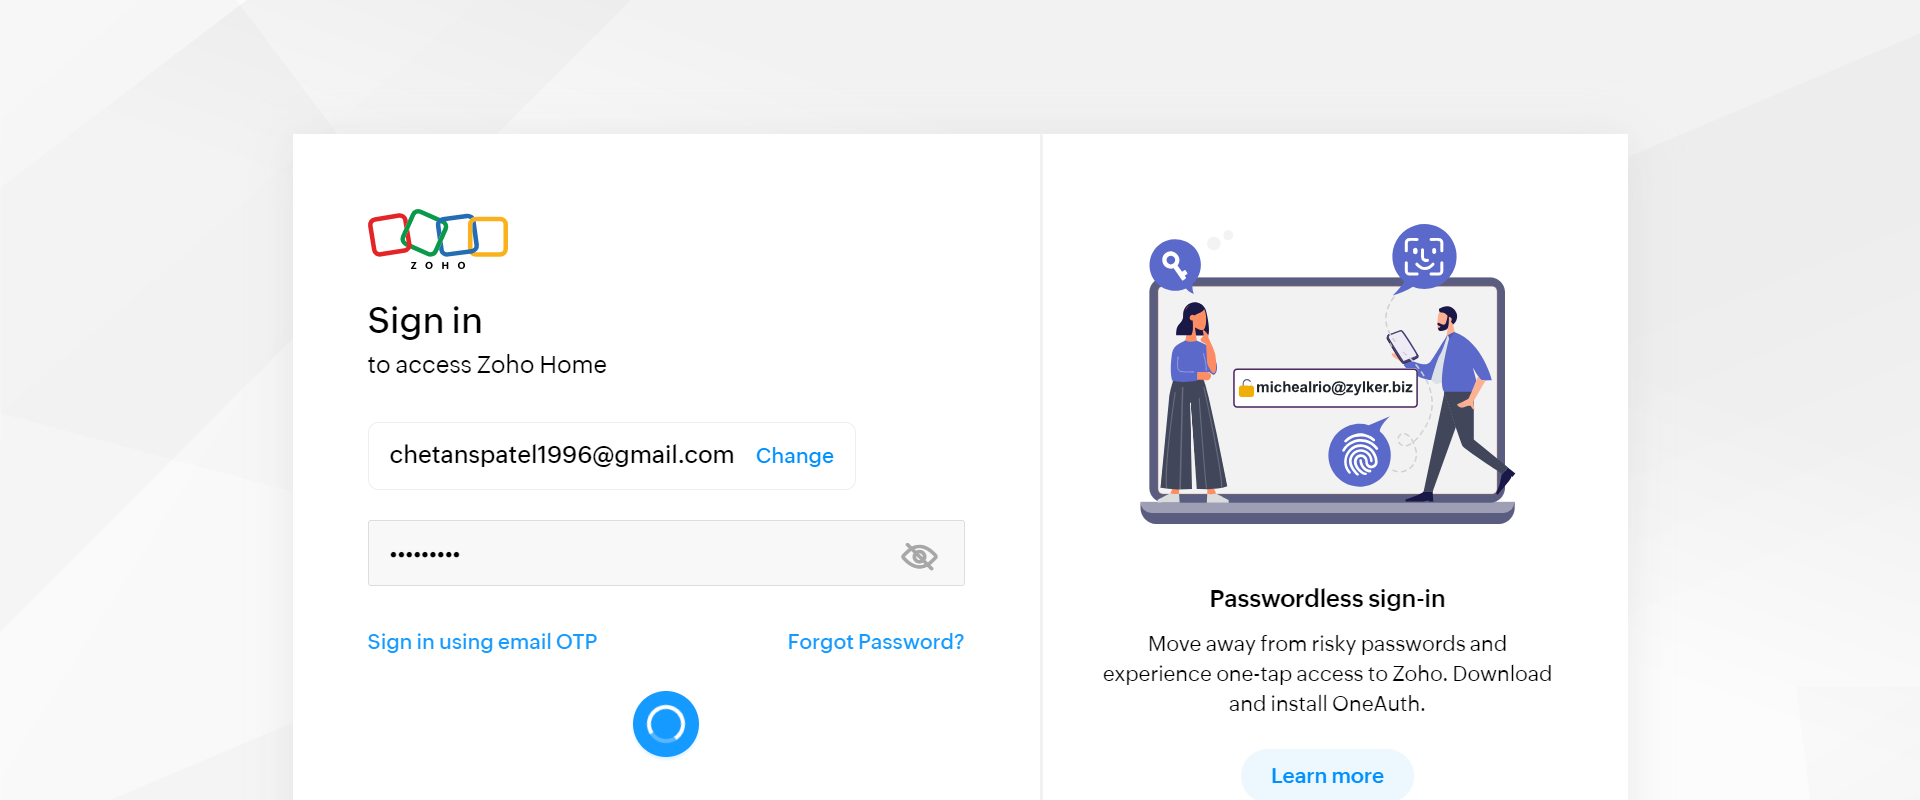 ZOHO
Sign in
to access Zoho Home
chetanspatel1996@gmail.com Change
•••••••••
Sign in using email OTP Forgot Password?
michealrio@zylker.biz
Passwordless sign-in
Move away from risky passwords and
experience one-tap access to Zoho. Download
and install OneAuth.
Learn more